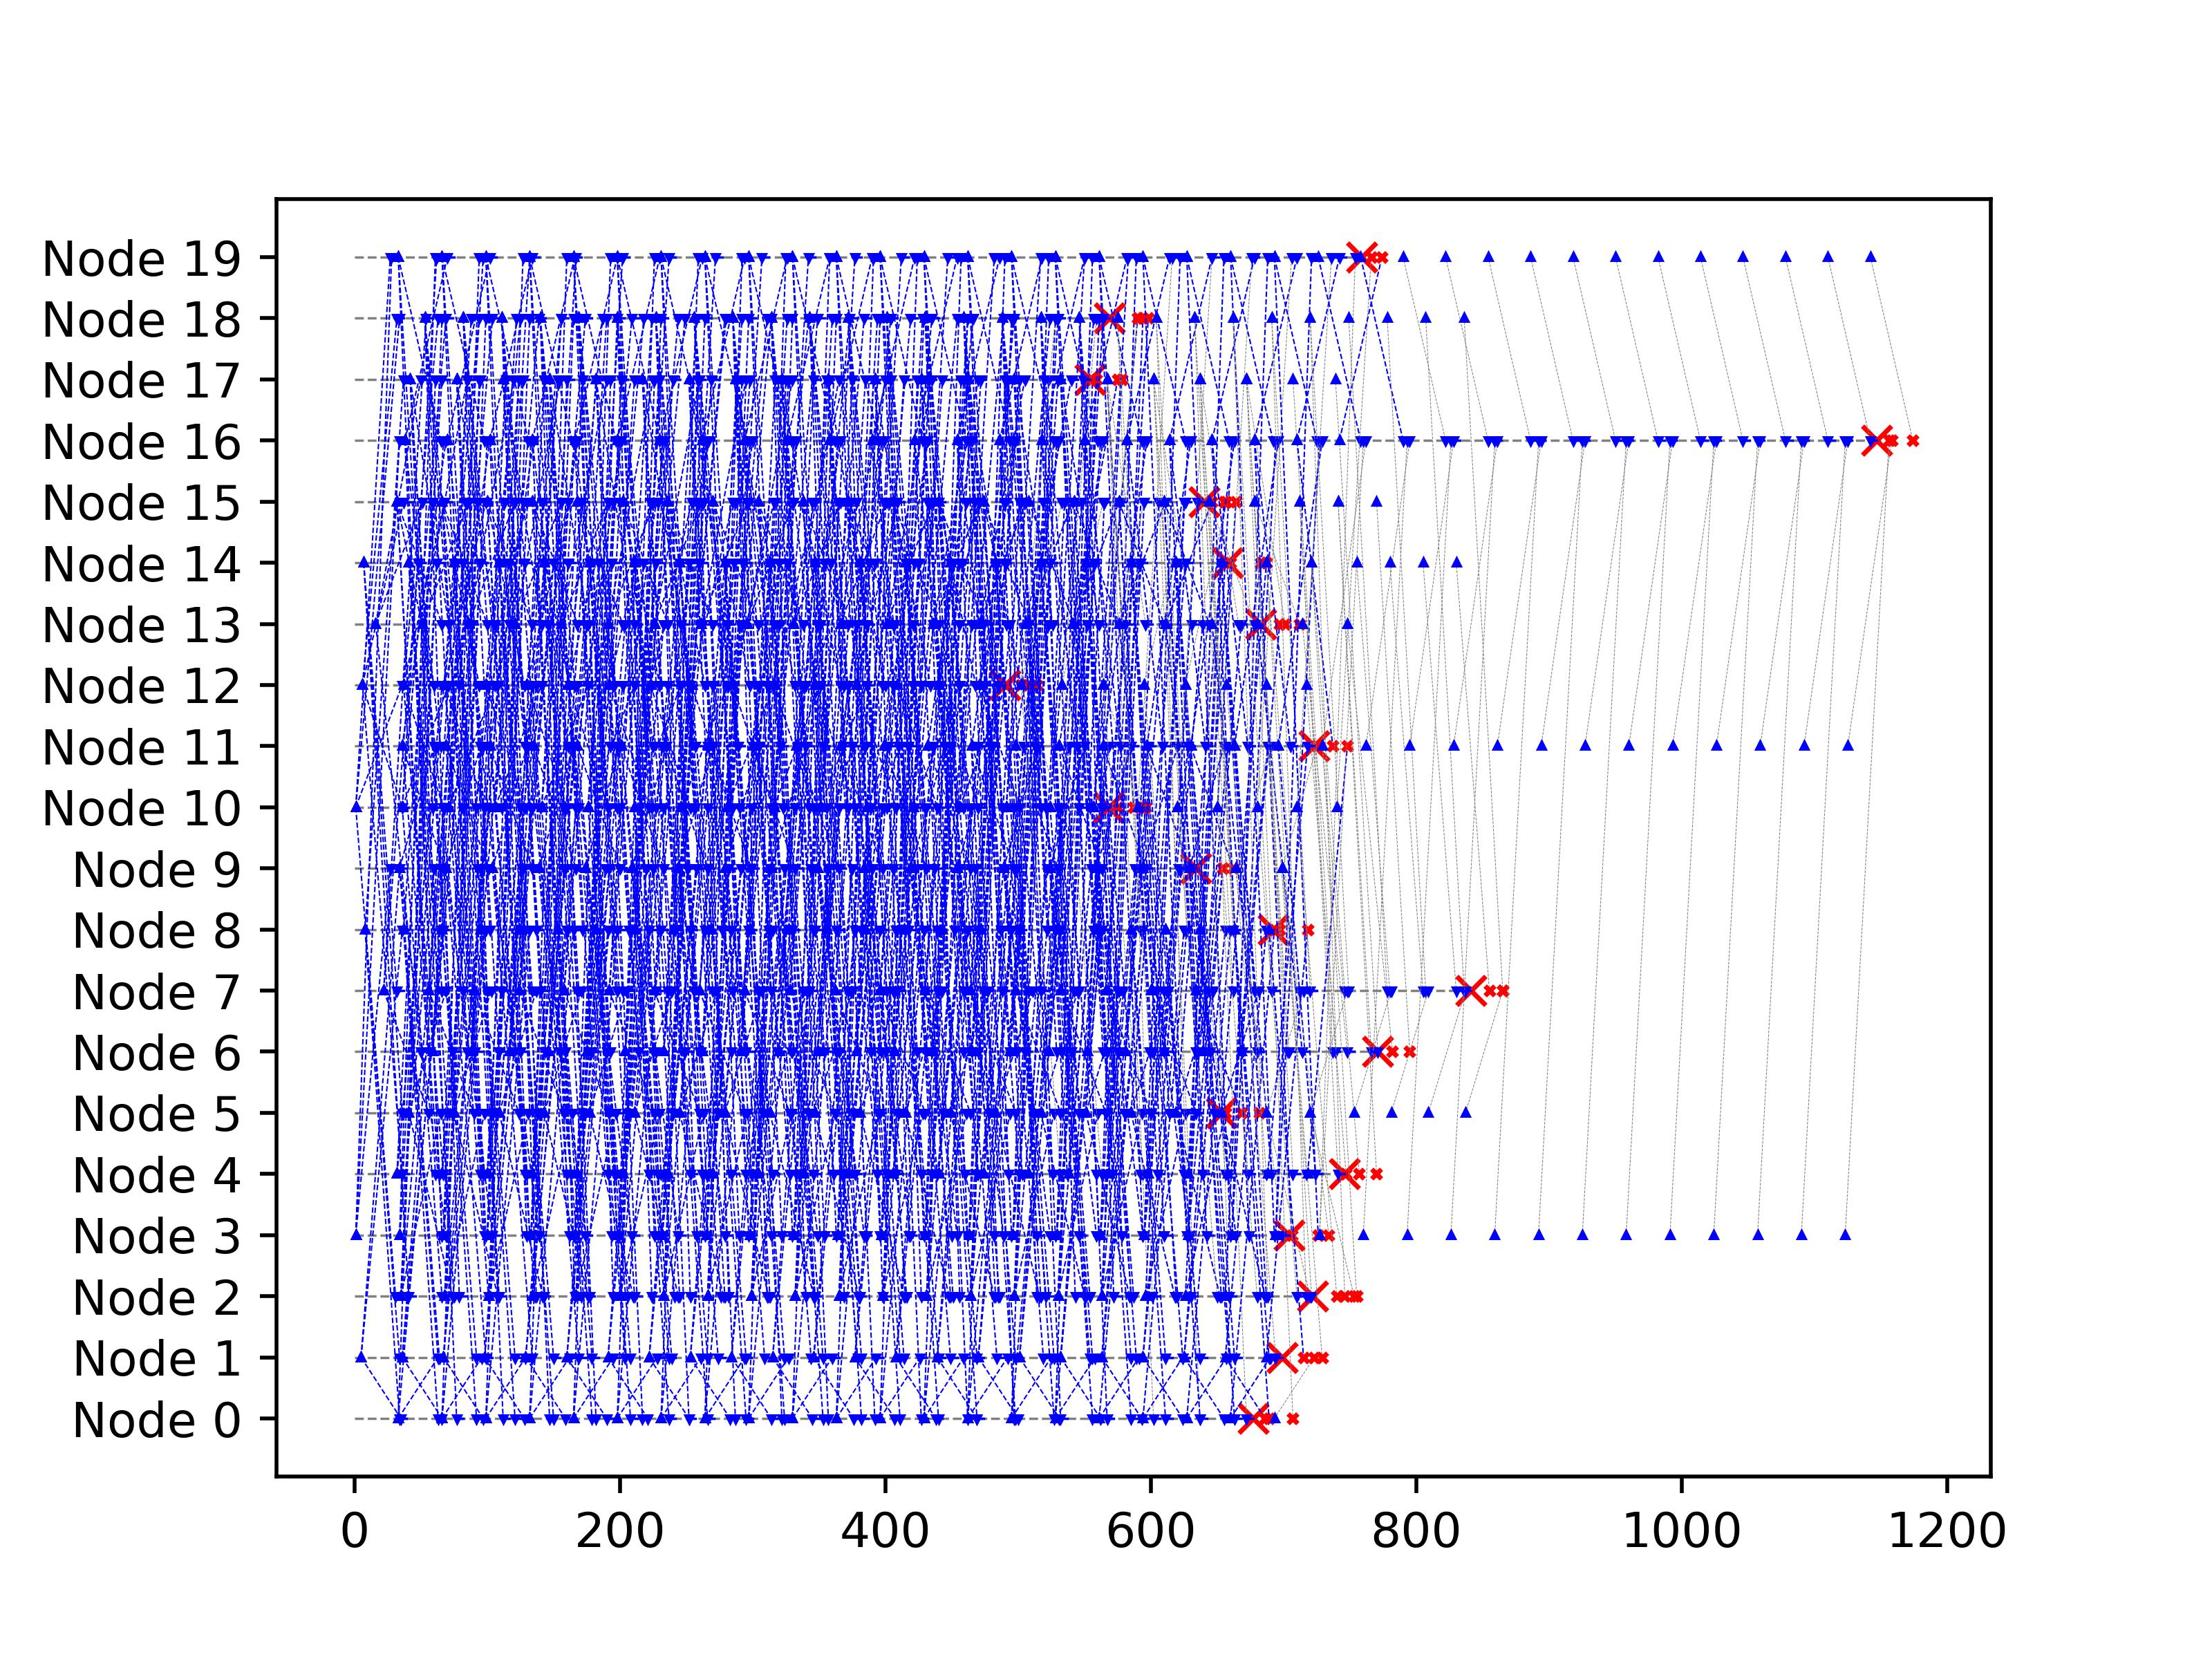 Node 19
Node 18
Node 17
Node 16
Node 15
Node 14
Node 13
Node 12
Node 11
Node 10
Node 9
Node 8
Node 7
Node 6
Node 5
Node 4
Node 3
Node 2
Node 1
Node 0
0 200 400 600 800 1000 1200